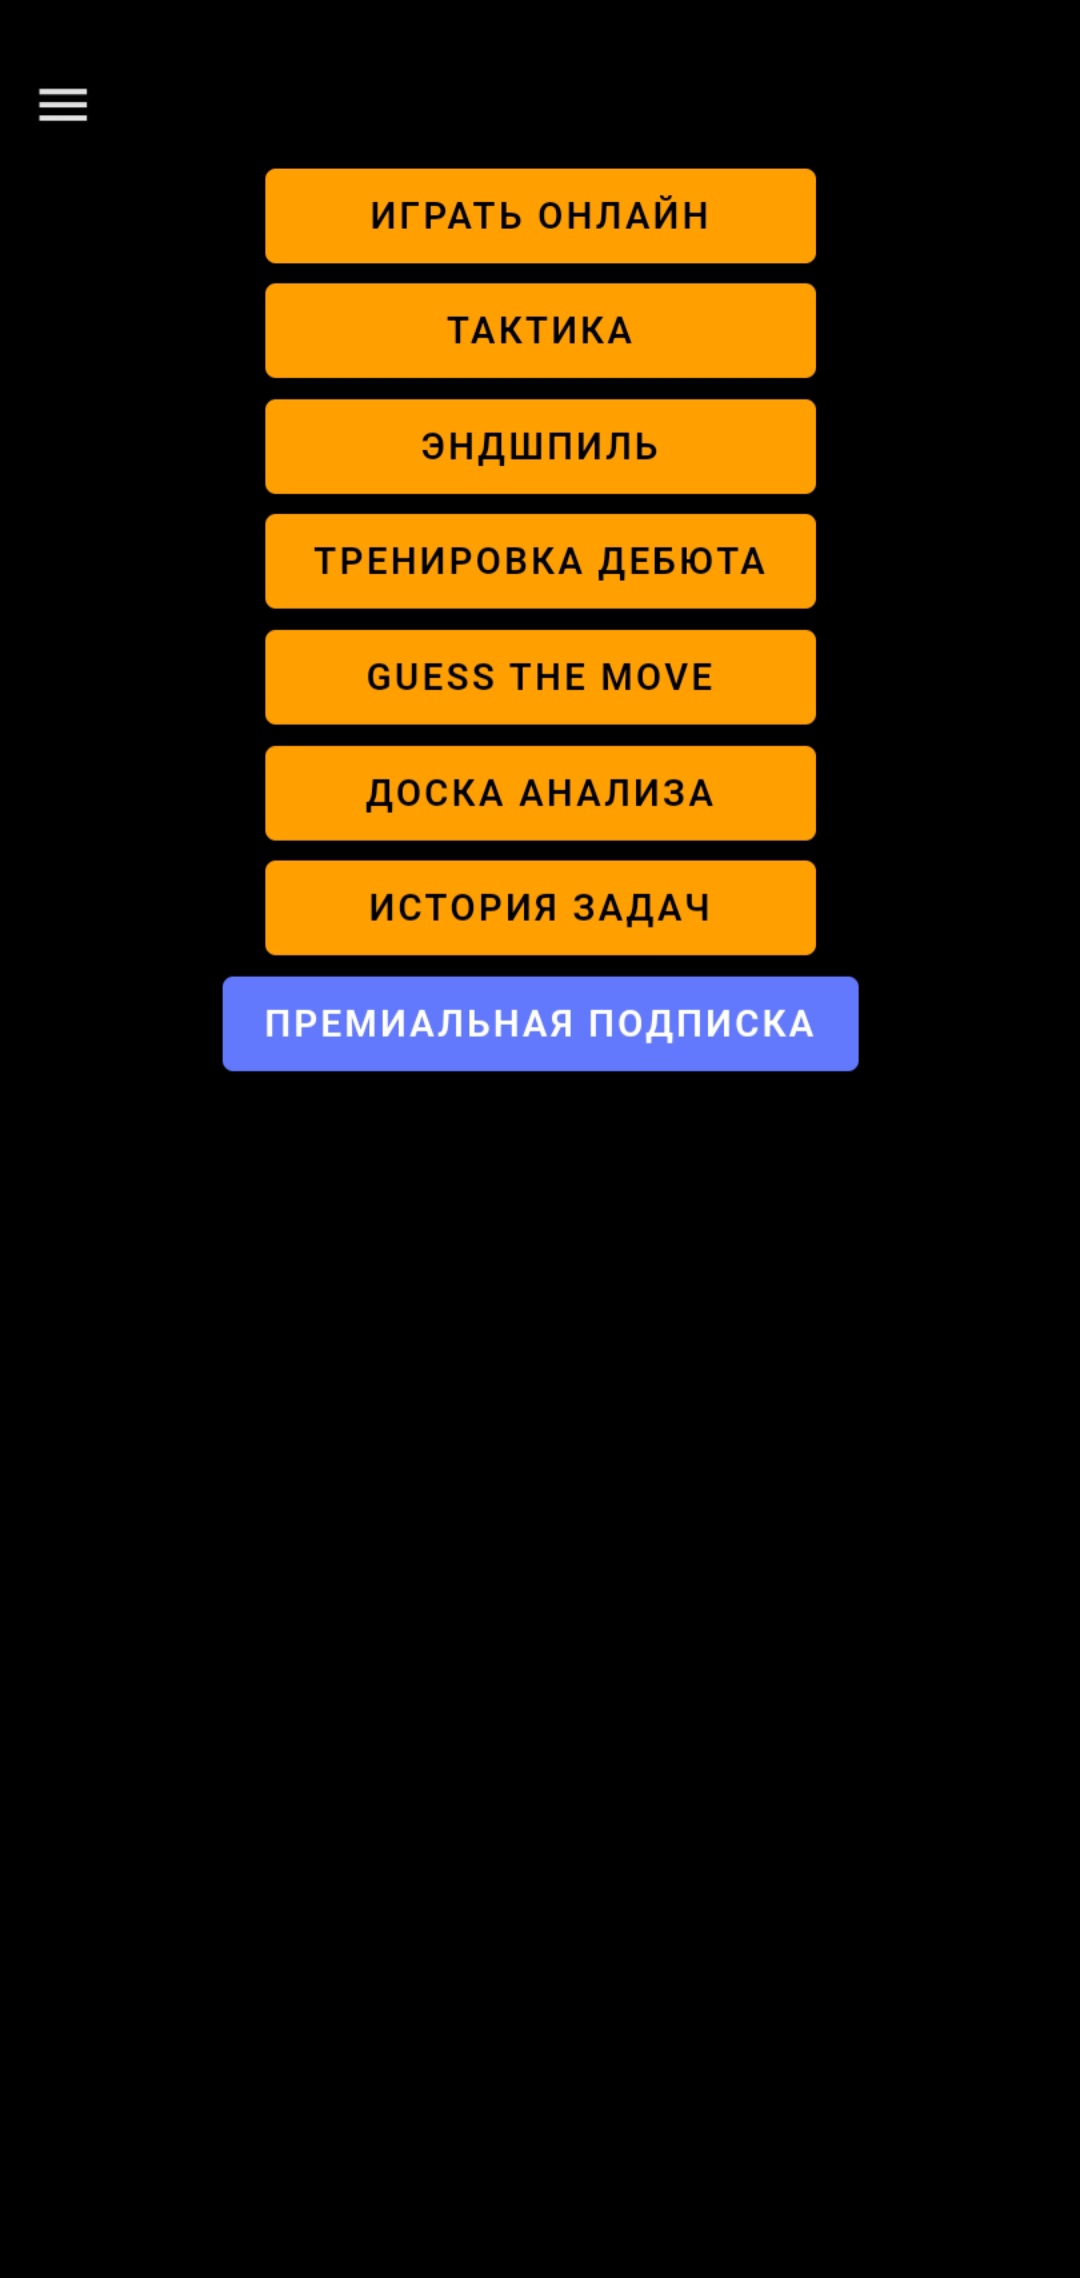 ИГРАТЬ ОНЛАЙН
ТАКТИКА
ЭНДШПИЛЬ
ТРЕНИРОВКА ДЕБЮТА
GUESS THE MOVE
ДОСКА АНАЛИЗА
ИСТОРИЯ ЗАДАЧ
ПРЕМИАЛЬНАЯ ПОДПИСКА